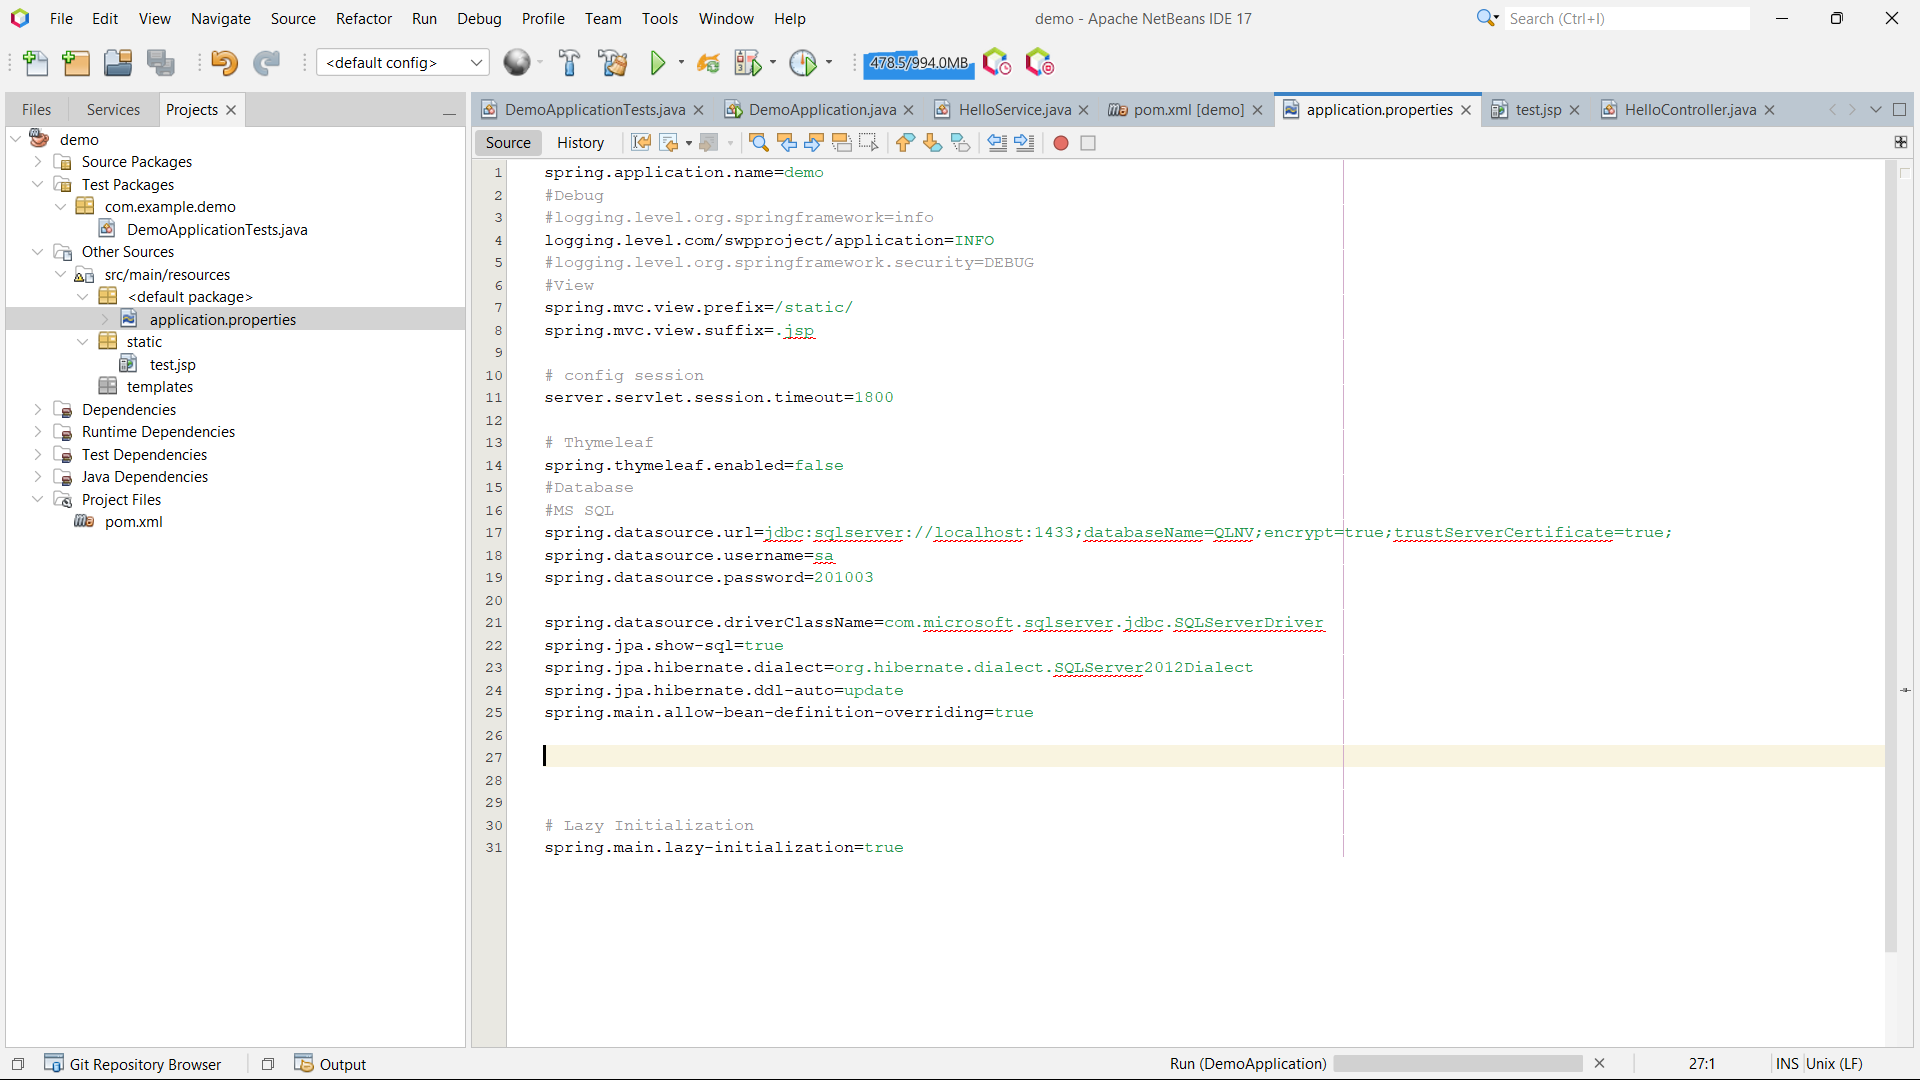 File Edit View Navigate Source Refactor Run Debug Profile Team Tools Window Help
demo - Apache NetBeans IDE 17
Search (Ctrl+I)
<default config>
478.5/994.0MB
Files Services Projects
DemoApplicationTests.java DemoApplication.java HelloService.java pom.xml [demo] application.properties test.jsp HelloController.java
Source History
demo
Source Packages
Test Packages
com.example.demo
DemoApplicationTests.java
Other Sources
src/main/resources
<default package>
application.properties
static
test.jsp
templates
Dependencies
Runtime Dependencies
Test Dependencies
Java Dependencies
Project Files
pom.xml
1 spring.application.name=demo
2 #Debug
3 #logging.level.org.springframework=info
4 logging.level.com/swpproject/application=INFO
5 #logging.level.org.springframework.security=DEBUG
6 #View
7 spring.mvc.view.prefix=/static/
8 spring.mvc.view.suffix=.jsp
9
10 # config session
11 server.servlet.session.timeout=1800
12
13 # Thymeleaf
14 spring.thymeleaf.enabled=false
15 #Database
16 #MS SQL
17 spring.datasource.url=jdbc:sqlserver://localhost:1433;databaseName=QLNV;encrypt=true;trustServerCertificate=true;
18 spring.datasource.username=sa
19 spring.datasource.password=201003
20
21 spring.datasource.driverClassName=com.microsoft.sqlserver.jdbc.SQLServerDriver
22 spring.jpa.show-sql=true
23 spring.jpa.hibernate.dialect=org.hibernate.dialect.SQLServer2012Dialect
24 spring.jpa.hibernate.ddl-auto=update
25 spring.main.allow-bean-definition-overriding=true
26
27
28
29
30 # Lazy Initialization
31 spring.main.lazy-initialization=true
Git Repository Browser Output
Run (DemoApplication)
27:1 INS Unix (LF)